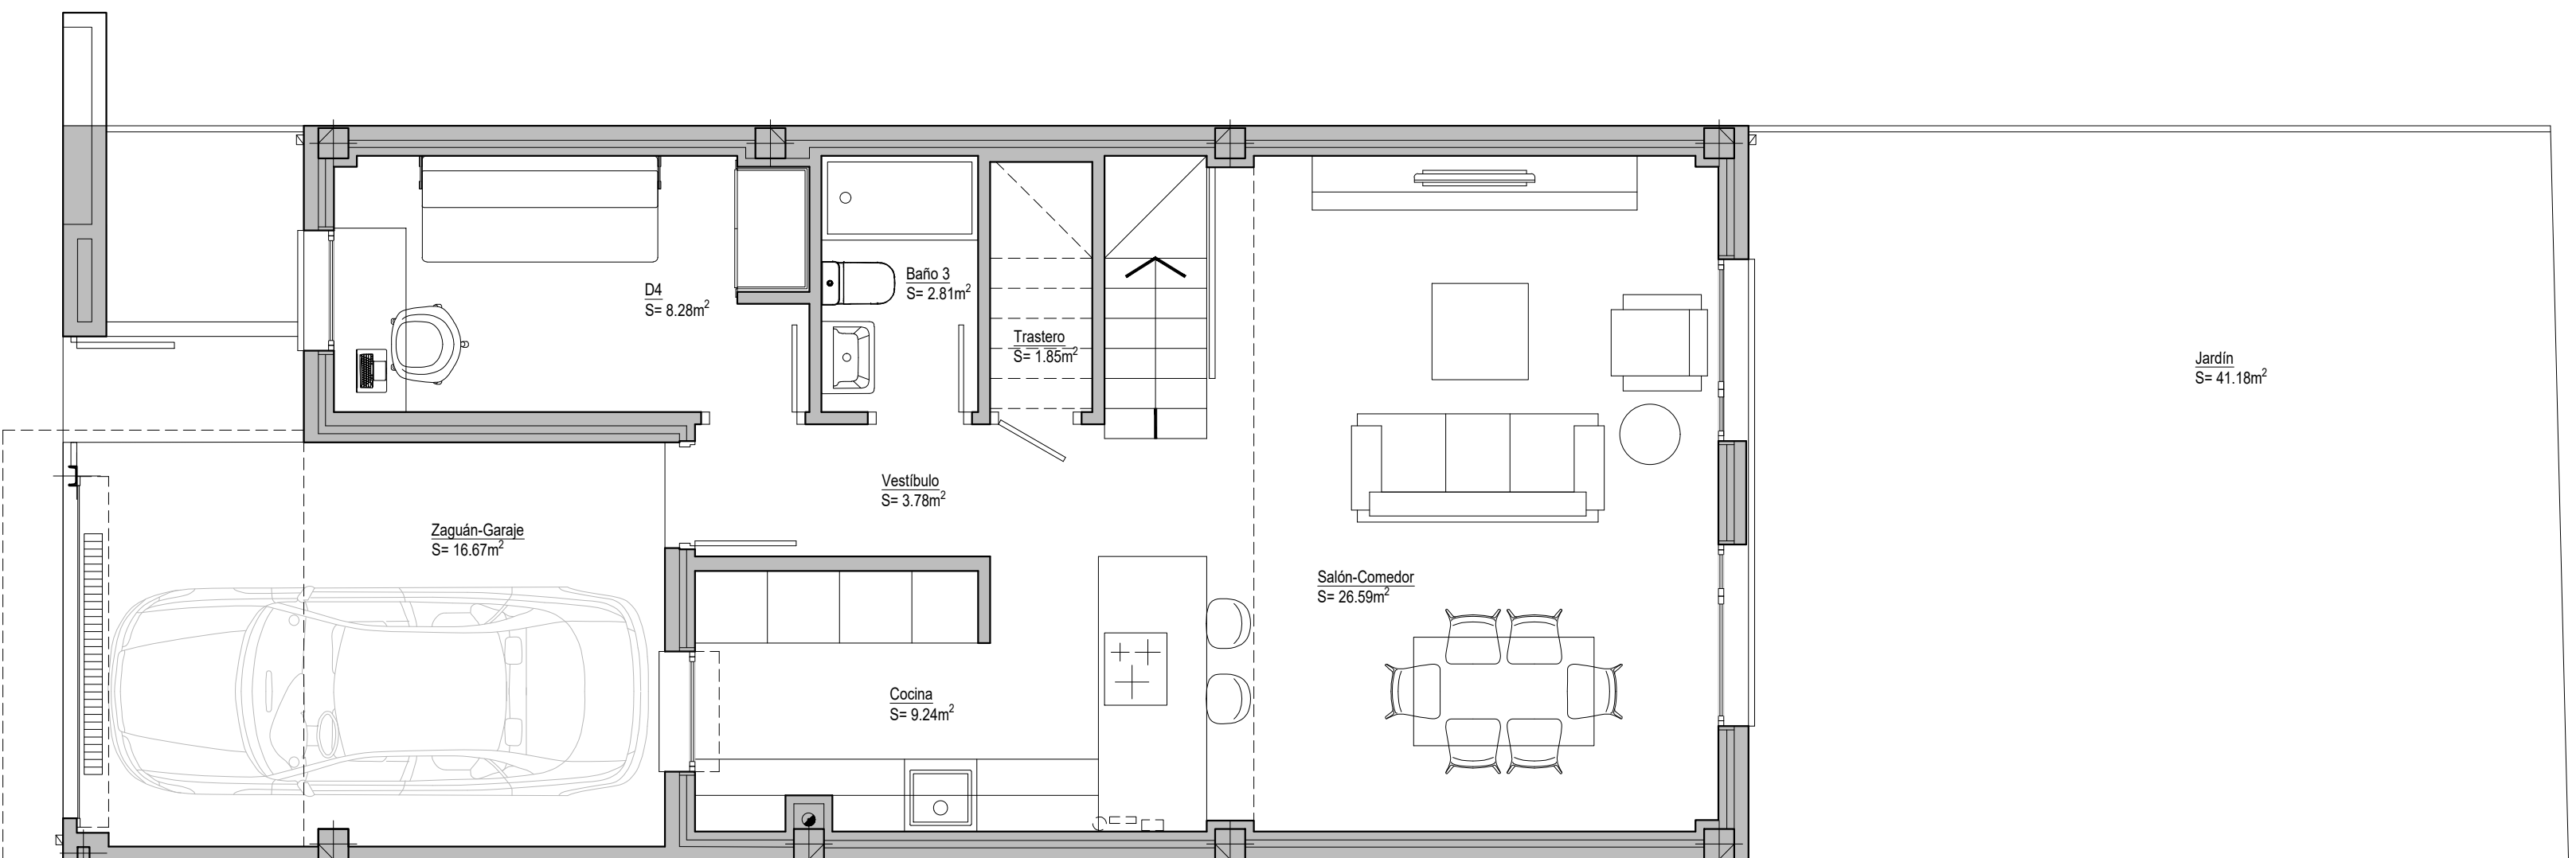 Baño 3
S= 2.81m²
D4
S= 8.28m²
Trastero
S= 1.85m²
Jardín
S= 41.18m²
Vestíbulo
S= 3.78m²
Zaguán-Garaje
S= 16.67m²
Salón-Comedor
S= 26.59m²
Cocina
S= 9.24m²